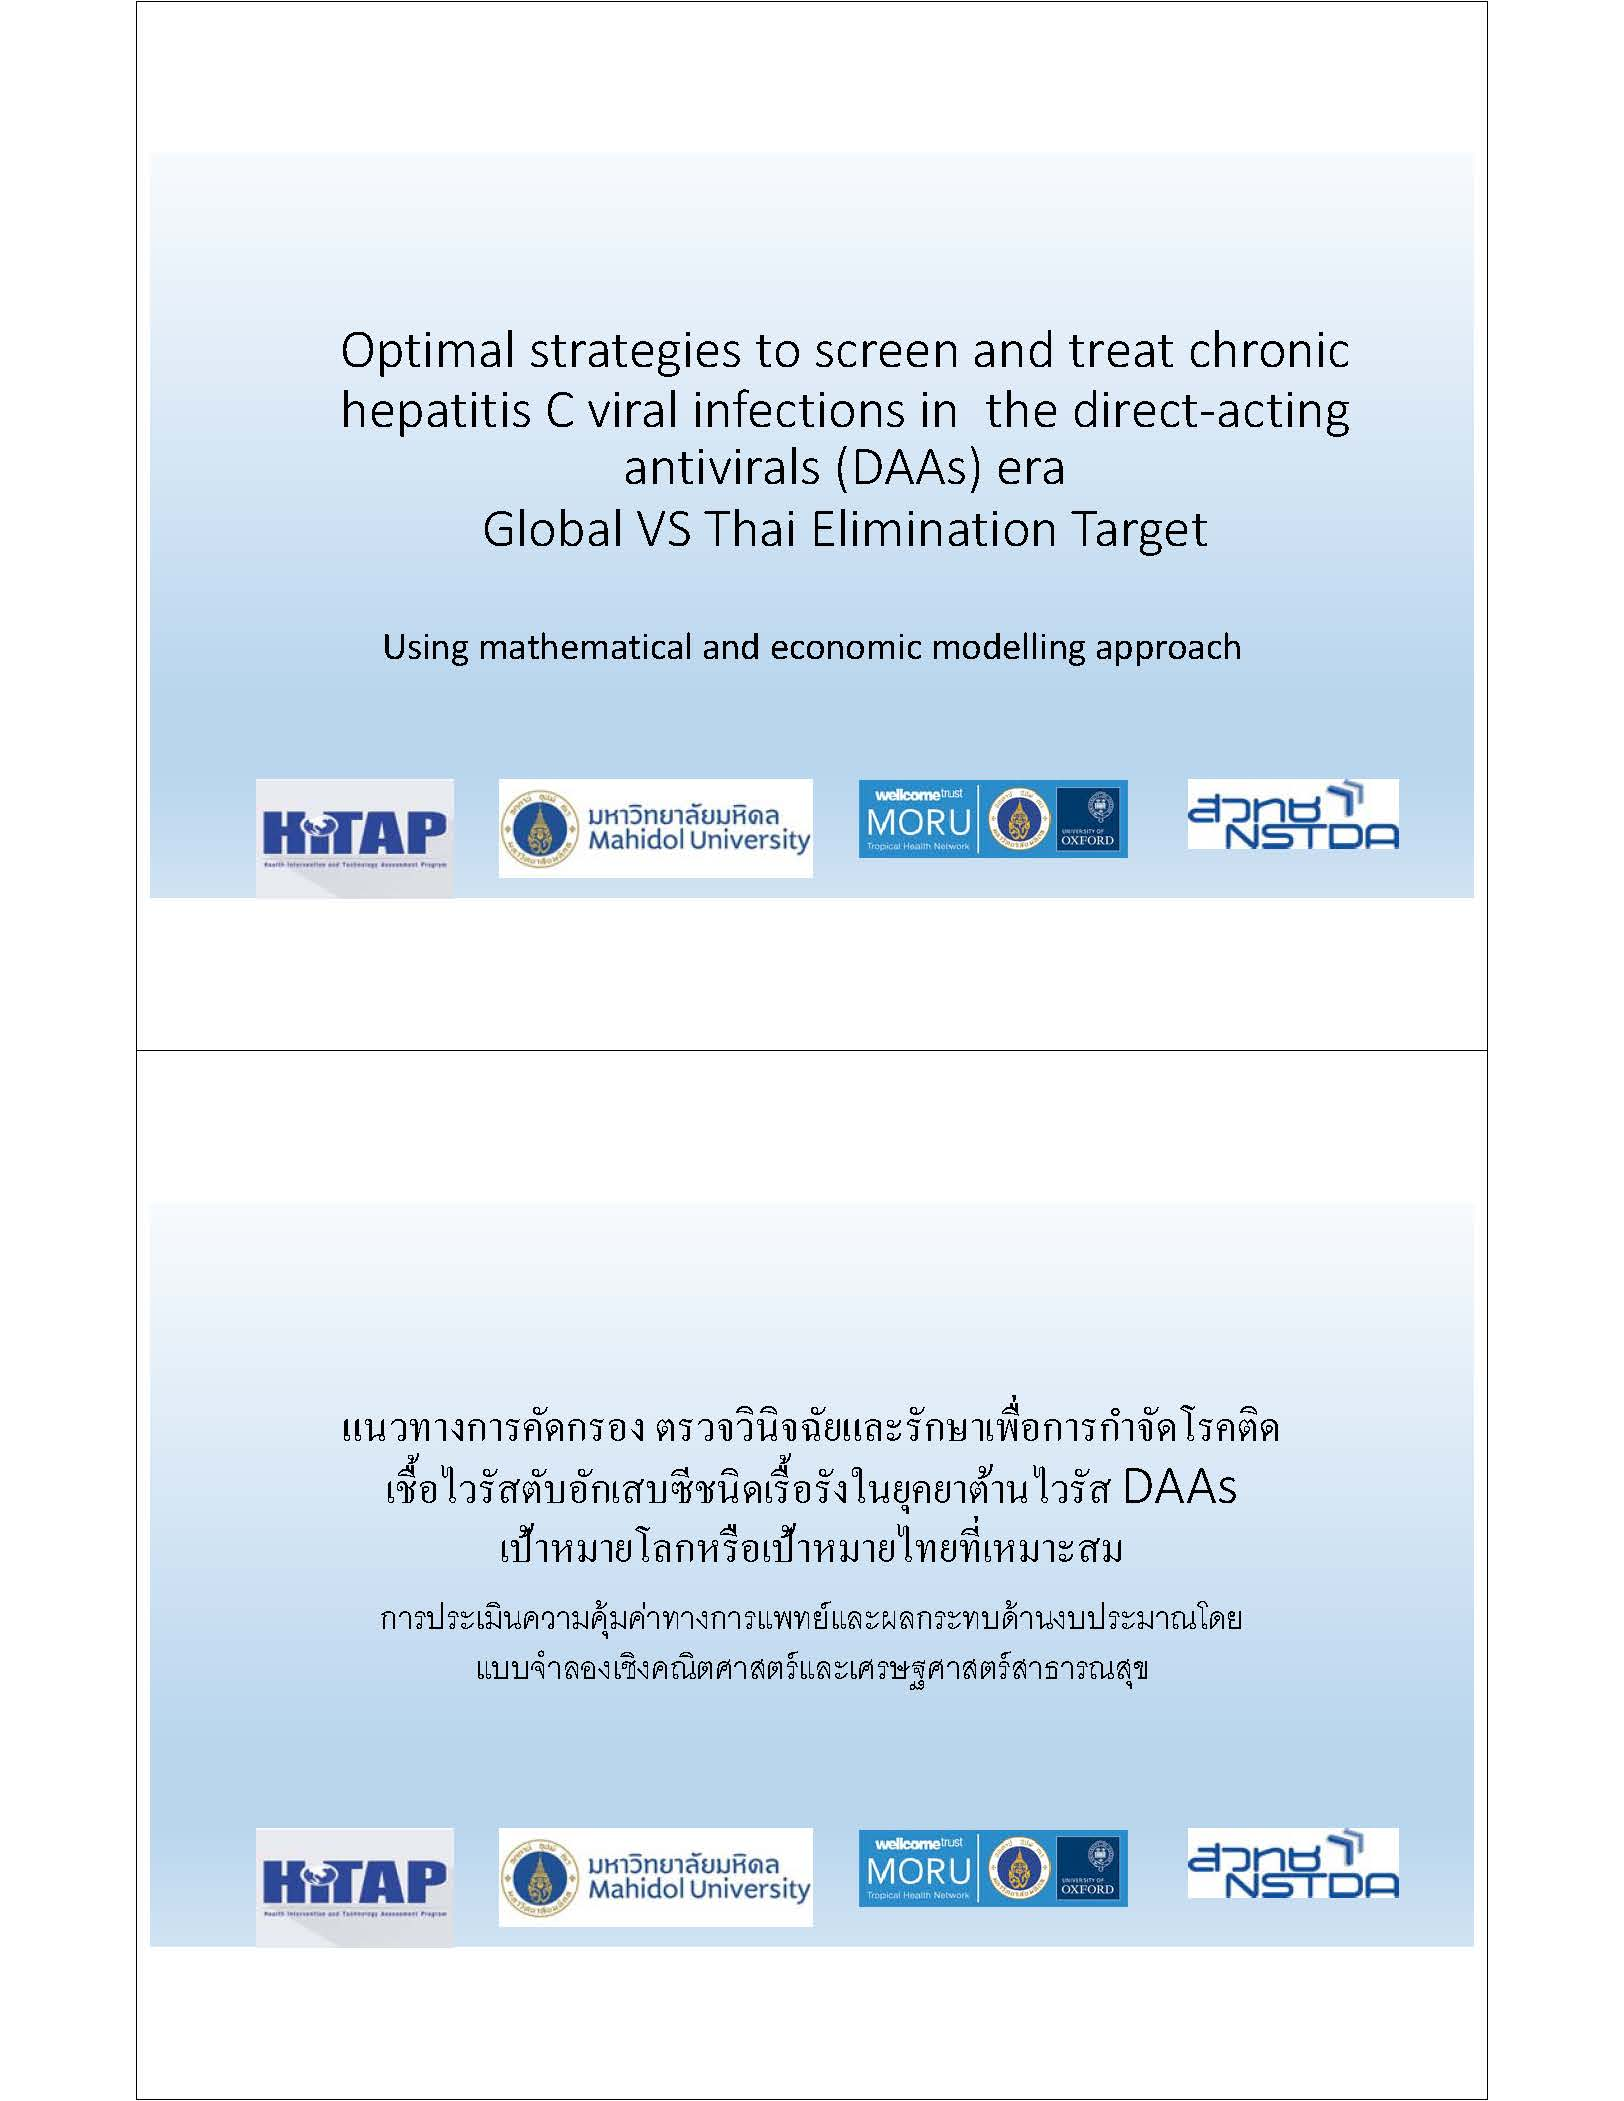 Optimal strategies to screen and treat chronic
hepatitis C viral infections in the direct-acting
antivirals (DAAs) era
Global VS Thai Elimination Target
Using mathematical and economic modelling approach
HiTAP
Health Intervention and Technology Assessment Program
มหาวิทยาลัยมหิดล
Mahidol University
wellcome trust
MORU
Tropical Health Network
UNIVERSITY OF
OXFORD
สวทช
NSTDA
แนวทางการคัดกรอง ตรวจวินิจฉัยและรักษาเพื่อการกำจัดโรคติด
เชื้อไวรัสตับอักเสบซีชนิดเรื้อรังในยุคยาต้านไวรัส DAAs
เป้าหมายโลกหรือเป้าหมายไทยที่เหมาะสม
การประเมินความคุ้มค่าทางการแพทย์และผลกระทบด้านงบประมาณโดย
แบบจำลองเชิงคณิตศาสตร์และเศรษฐศาสตร์สาธารณสุข
HiTAP
Health Intervention and Technology Assessment Program
มหาวิทยาลัยมหิดล
Mahidol University
wellcome trust
MORU
Tropical Health Network
UNIVERSITY OF
OXFORD
สวทช
NSTDA